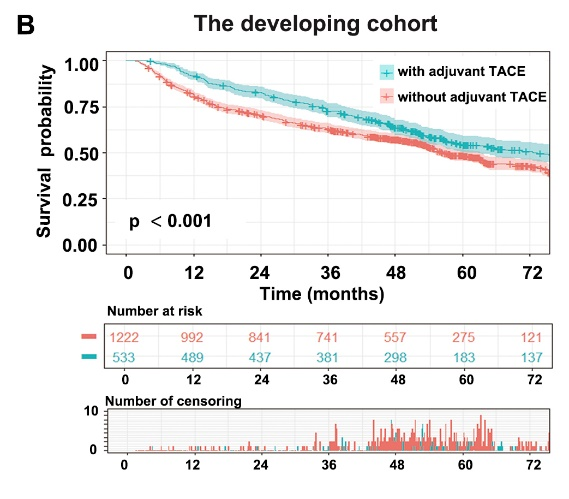 B
The developing cohort
Survival probability
1.00
0.75
0.50
0.25
0.00
with adjuvant TACE
without adjuvant TACE
p < 0.001
0 12 24 36 48 60 72
Time (months)
Number at risk
1222 992 841 741 557 275 121
533 489 437 381 298 183 137
0 12 24 36 48 60 72
Number of censoring
10
0
0 12 24 36 48 60 72